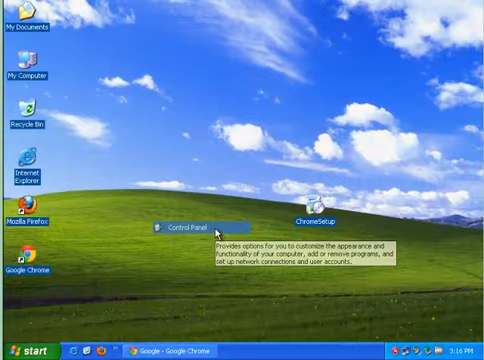 My Documents
My Computer
Recycle Bin
Internet
Explorer
Mozilla Firefox
ChromeSetup
Control Panel
Provides options for you to customize the appearance and
functionality of your computer, add or remove programs, and
set up network connections and user accounts.
Google Chrome
start
»
Google - Google Chrome
3:16 PM